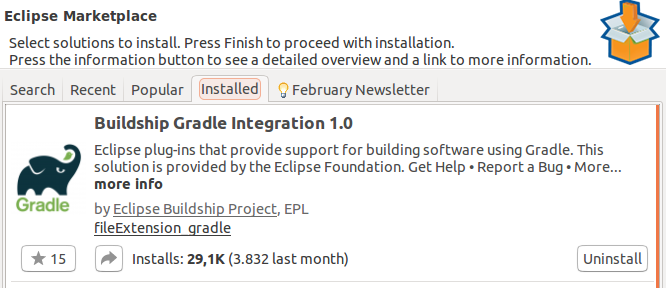 Eclipse Marketplace
Select solutions to install. Press Finish to proceed with installation.
Press the information button to see a detailed overview and a link to more information.
Search Recent Popular Installed February Newsletter
Buildship Gradle Integration 1.0
Eclipse plug-ins that provide support for building software using Gradle. This
solution is provided by the Eclipse Foundation. Get Help • Report a Bug • More...
more info
Gradle
by Eclipse Buildship Project, EPL
fileExtension_gradle
15 Installs: 29,1K (3.832 last month) Uninstall